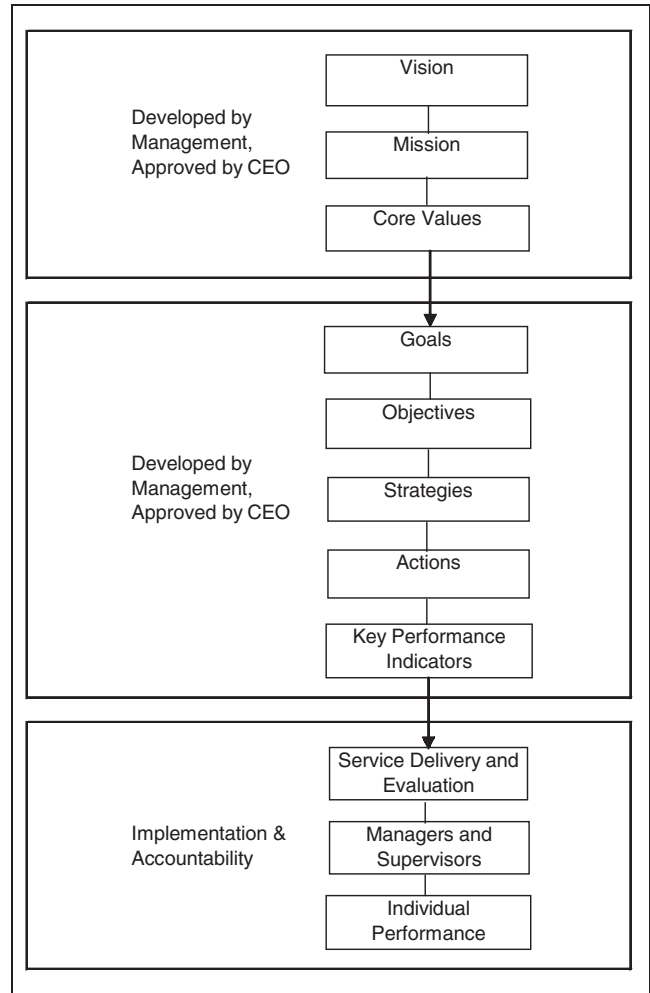 Vision
Developed by
Management,
Approved by CEO
Mission
Core Values
Goals
Objectives
Developed by
Management,
Approved by CEO
Strategies
Actions
Key Performance
Indicators
Service Delivery and
Evaluation
Implementation &
Accountability
Managers and
Supervisors
Individual
Performance